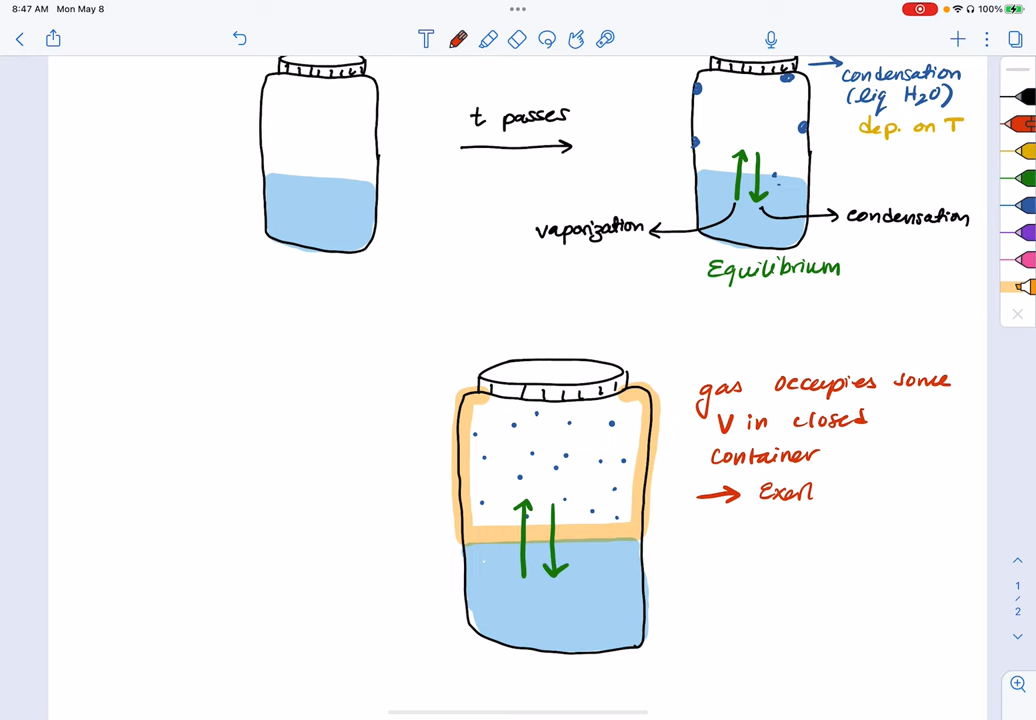 8:47 AM Mon May 8
100%
T
t passes
condensation
(liq H2O)
dep. on T
vaporization
condensation
Equilibrium
gas occupies some
V in closed
container
→ Exer
1
/
2